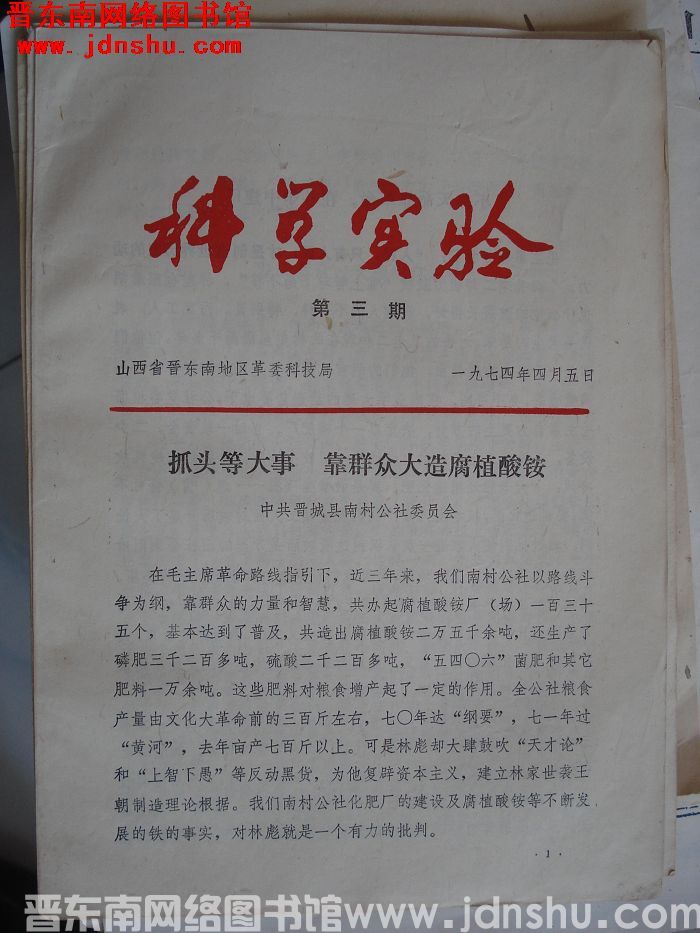 晋东南网络图书馆
www.jdnshu.com
科学实验
第三期
山西省晋东南地区革委科技局 一九七四年四月五日
抓头等大事 靠群众大造腐植酸铵
中共晋城县南村公社委员会
在毛主席革命路线指引下，近三年来，我们南村公社以路线斗
争为纲，靠群众的力量和智慧，共办起腐植酸铵厂（场）一百三十
五个，基本达到了普及，共造出腐植酸铵二万五千余吨，还生产了
磷肥三千二百多吨，硫酸二千二百多吨，“五四〇六”菌肥和其它
肥料一万余吨。这些肥料对粮食增产起了一定的作用。全公社粮食
产量由文化大革命前的三百斤左右，七〇年达“纲要”，七一年过
“黄河”，去年亩产七百斤以上。可是林彪却大肆鼓吹“天才论”
和“上智下愚”等反动黑货，为他复辟资本主义，建立林家世袭王
朝制造理论根据。我们南村公社化肥厂的建设及腐植酸铵等不断发
展的铁的事实，对林彪就是一个有力的批判。
·1·
晋东南网络图书馆 www.jdnshu.com